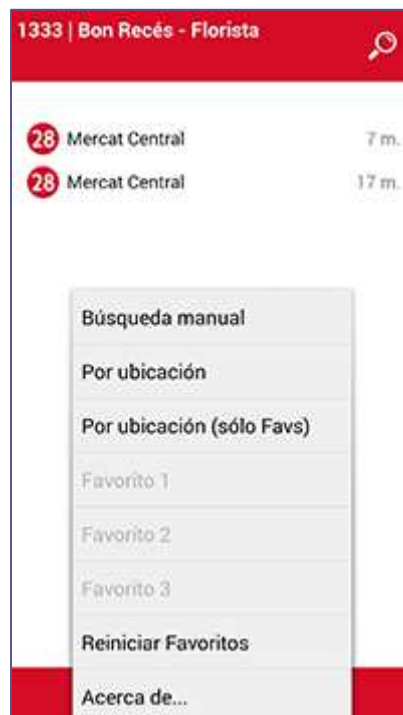 1333 | Bon Recés - Florista
28 Mercat Central 7 m.
28 Mercat Central 17 m.
Búsqueda manual
Por ubicación
Por ubicación (sólo Favs)
Favorito 1
Favorito 2
Favorito 3
Reiniciar Favoritos
Acerca de...